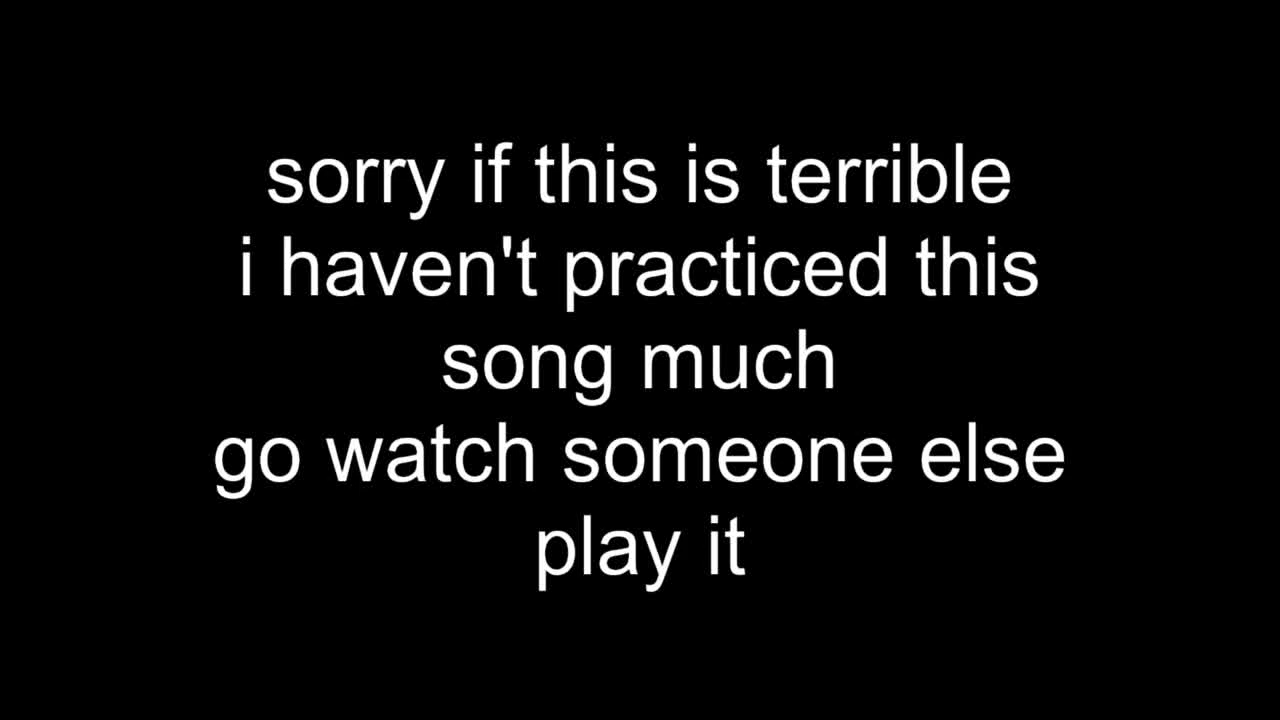 sorry if this is terrible
i haven't practiced this
song much
go watch someone else
play it